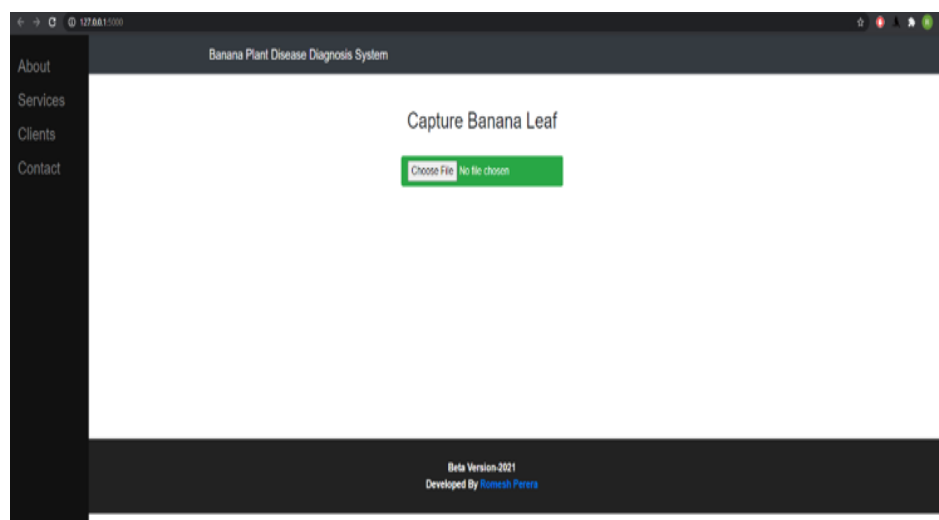 127.0.0.1:5000
Banana Plant Disease Diagnosis System
About
Services
Clients
Contact
Capture Banana Leaf
Choose File No file chosen
Beta Version-2021
Developed By Romesh Perera